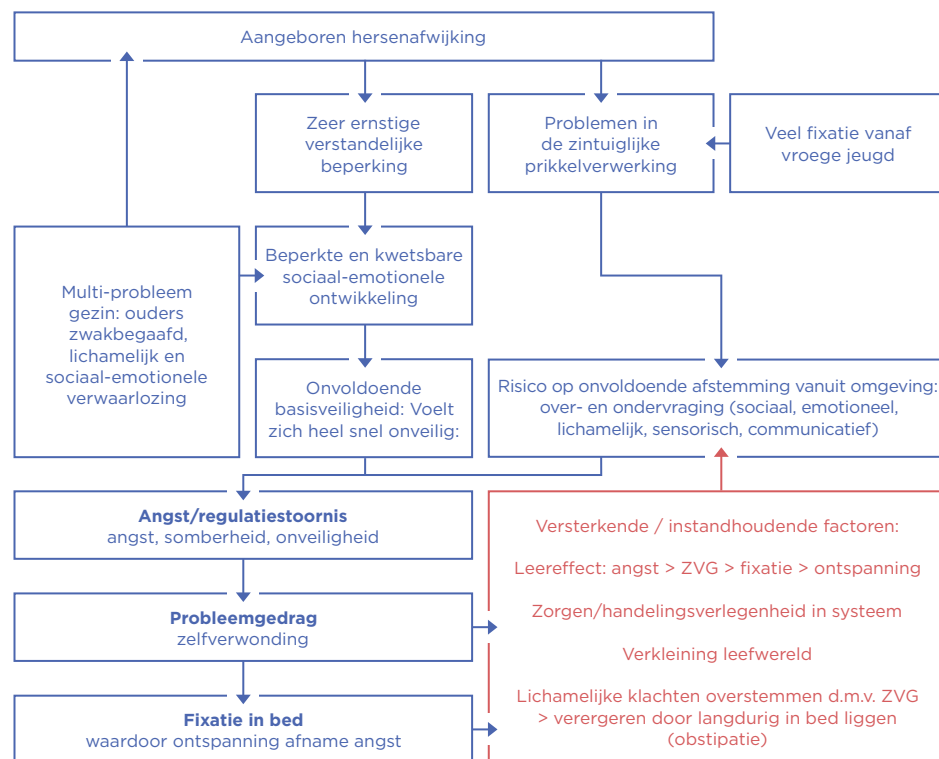 Aangeboren hersenafwijking
Zeer ernstige
verstandelijke
beperking
Problemen in
de zintuiglijke
prikkelverwerking
Veel fixatie vanaf
vroege jeugd
Multi-probleem
gezin: ouders
zwakbegaafd,
lichamelijk en
sociaal-emotionele
verwaarlozing
Beperkte en kwetsbare
sociaal-emotionele
ontwikkeling
Onvoldoende
basisveiligheid: Voelt
zich heel snel onveilig:
Risico op onvoldoende afstemming vanuit omgeving:
over- en ondervraging (sociaal, emotioneel,
lichamelijk, sensorisch, communicatief)
Angst/regulatiestoornis
angst, somberheid, onveiligheid
Probleemgedrag
zelfverwonding
Fixatie in bed
waardoor ontspanning afname angst
Versterkende / instandhoudende factoren:
Leereffect: angst > ZVG > fixatie > ontspanning
Zorgen/handelingsverlegenheid in systeem
Verkleining leefwereld
Lichamelijke klachten overstemmen d.m.v. ZVG
> verergeren door langdurig in bed liggen
(obstipatie)